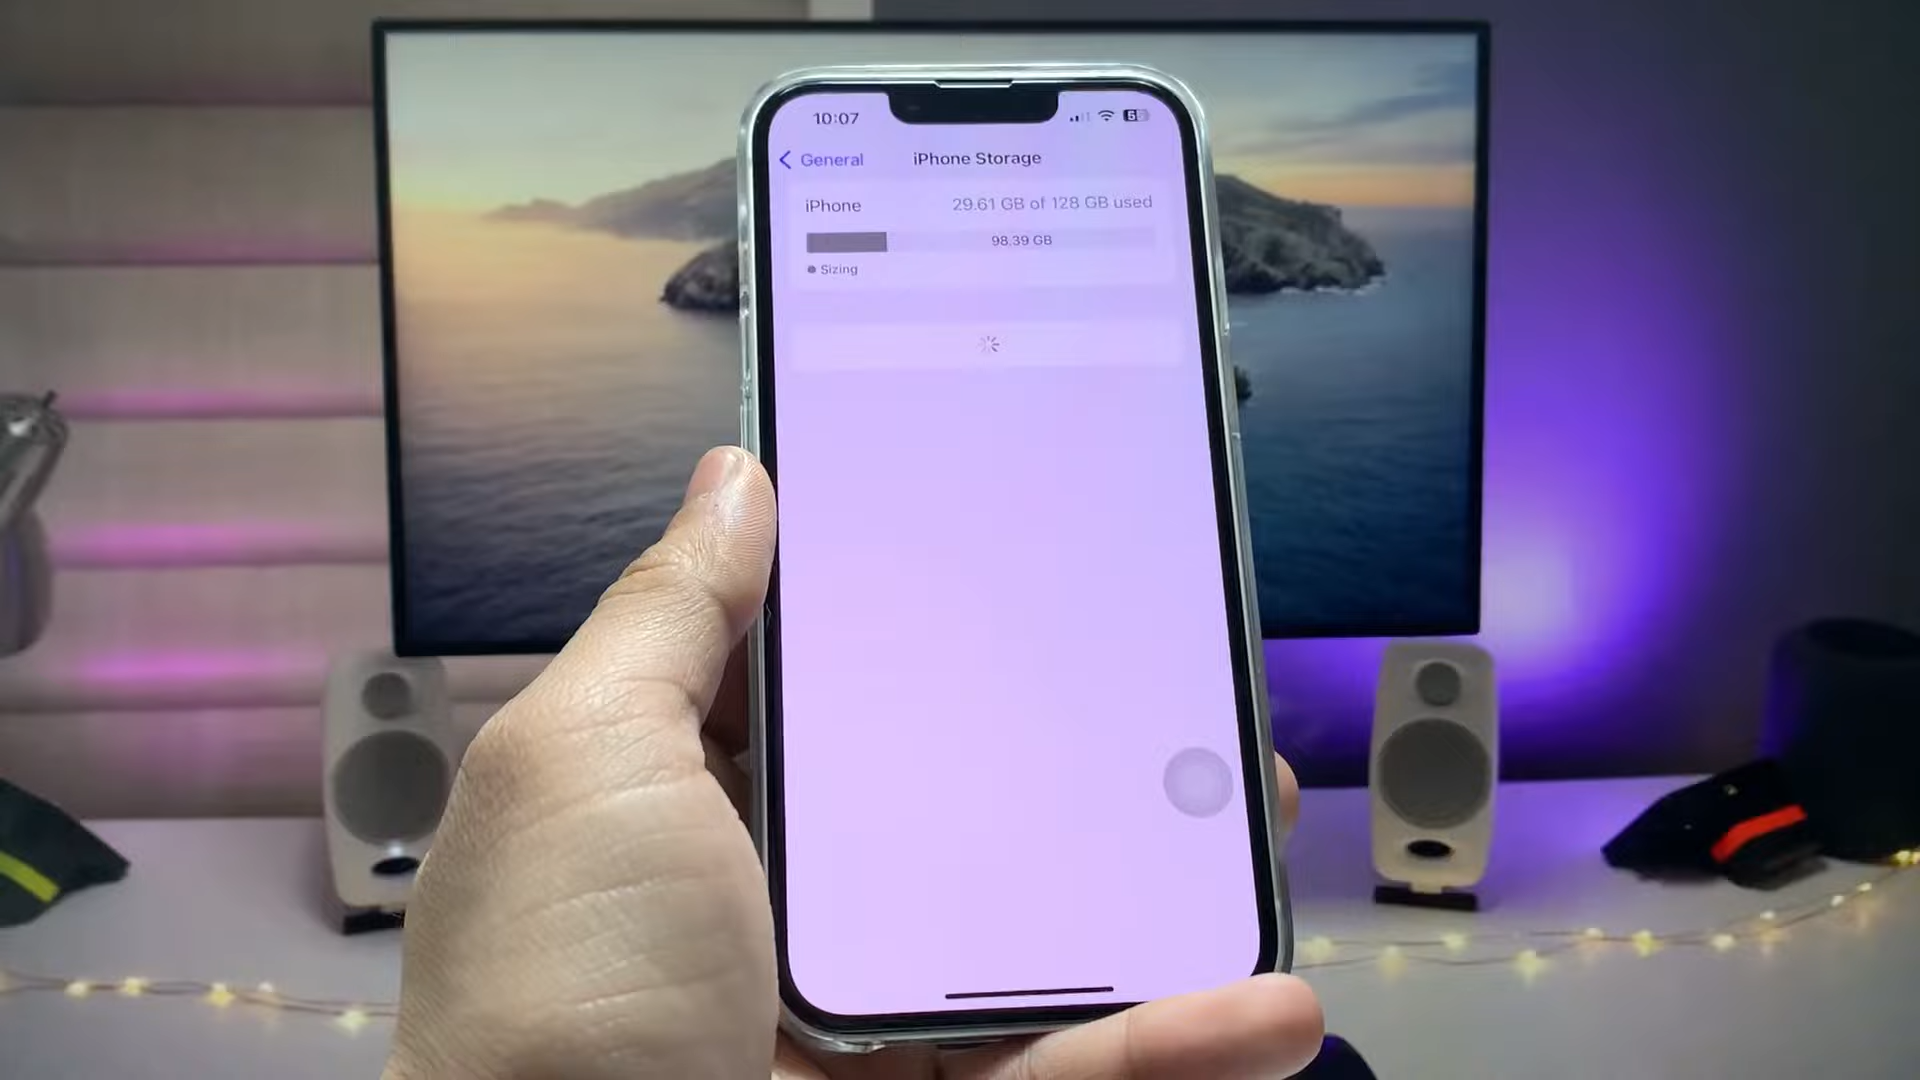 10:07
General
iPhone Storage
iPhone
29.61 GB of 128 GB used
98.39 GB
Sizing